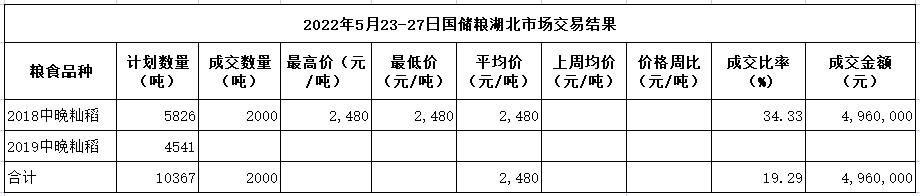 2022年5月23-27日国储粮湖北市场交易结果
粮食品种 计划数量（吨） 成交数量（吨） 最高价（元/吨） 最低价（元/吨） 平均价（元/吨） 上周均价（元/吨） 价格周比（元/吨） 成交比率（%） 成交金额（元）
2018中晚籼稻 5826 2000 2,480 2,480 2,480 34.33 4,960,000
2019中晚籼稻 4541
合计 10367 2000 2,480 19.29 4,960,000